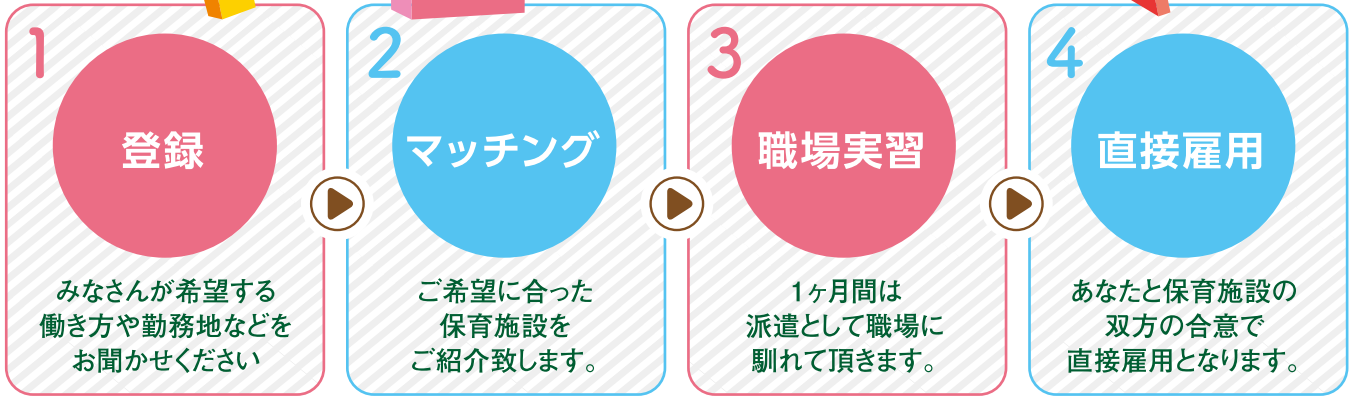 1
登録
みなさんが希望する
働き方や勤務地などを
お聞かせください
2
マッチング
ご希望に合った
保育施設を
ご紹介致します。
3
職場実習
1ヶ月間は
派遣として職場に
馴れて頂きます。
4
直接雇用
あなたと保育施設の
双方の合意で
直接雇用となります。